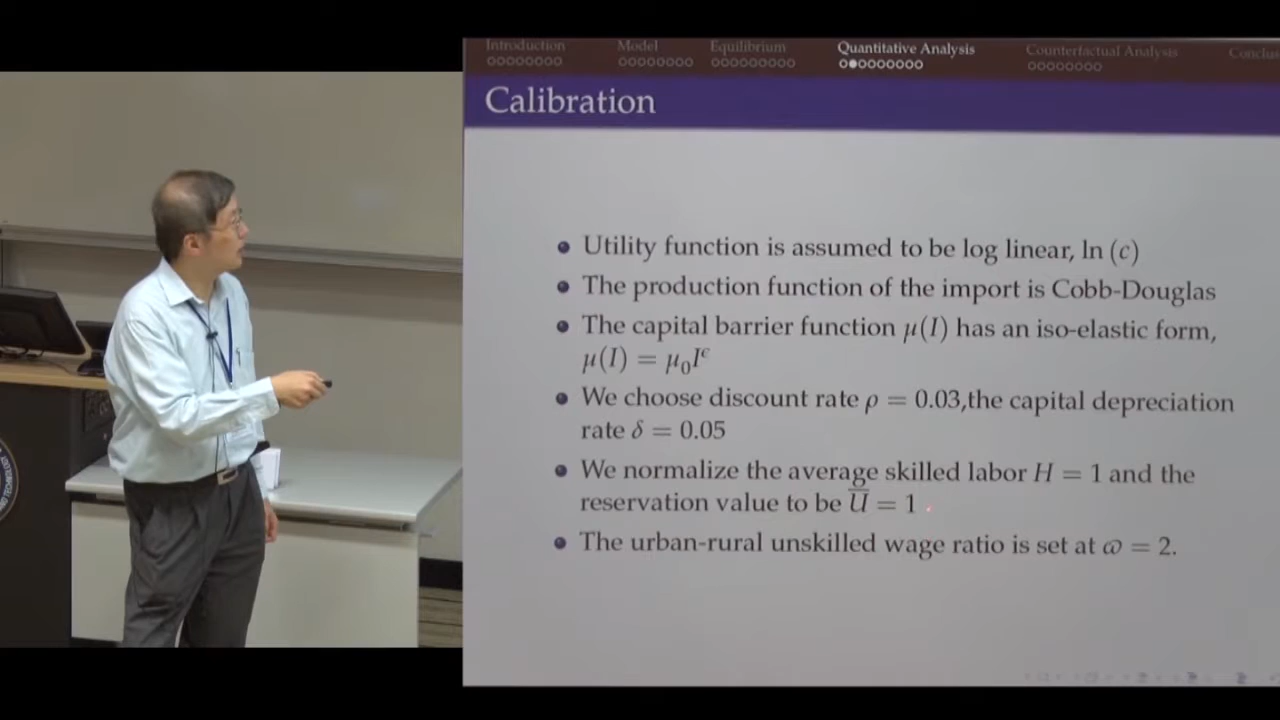 Introduction
Model
Equilibrium
Quantitative Analysis
Counterfactual Analysis
Calibration
Utility function is assumed to be log linear, ln (c)
The production function of the import is Cobb-Douglas
The capital barrier function μ(I) has an iso-elastic form,
μ(I) = μ₀Iᵋ
We choose discount rate ρ = 0.03,the capital depreciation
rate δ = 0.05
We normalize the average skilled labor H = 1 and the
reservation value to be U̅ = 1
The urban-rural unskilled wage ratio is set at ϖ = 2.